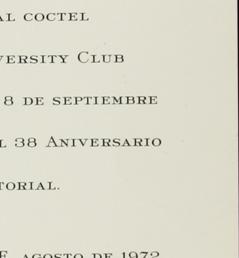 AL COCTEL
VERSITY CLUB
8 DE SEPTIEMBRE
L 38 ANIVERSARIO
TORIAL.
F. AGOSTO DE 1972